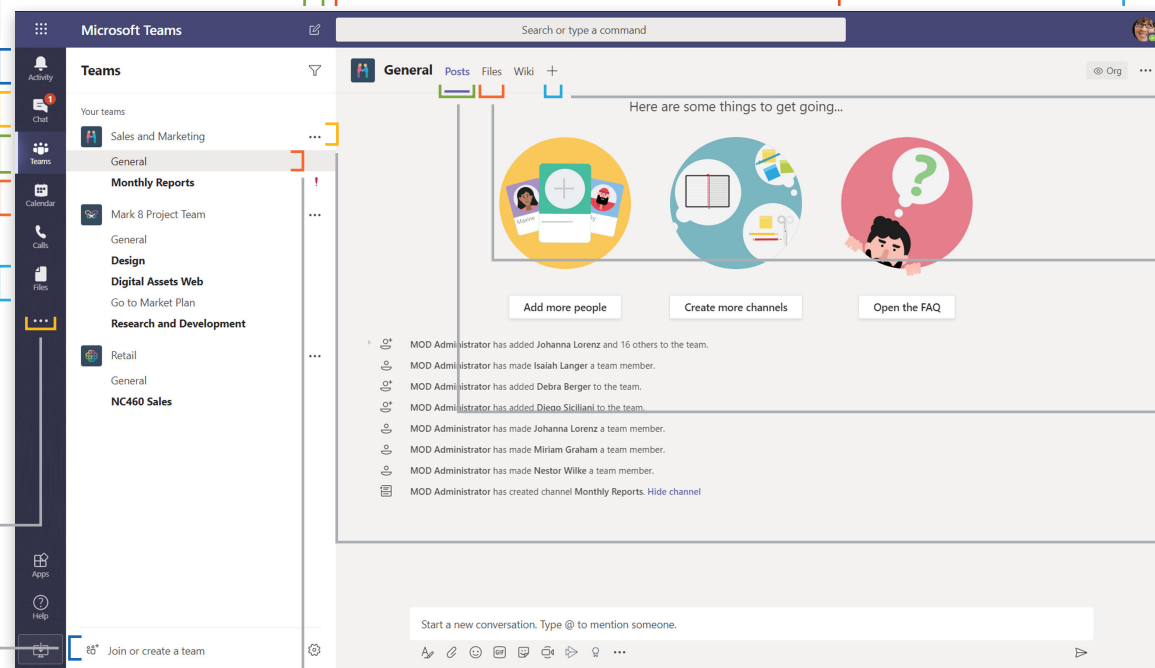 Microsoft Teams
Search or type a command
Activity
1
Chat
Teams
Calendar
Calls
Files
Apps
Help
Teams
Your teams
Sales and Marketing
General
Monthly Reports
!
Mark 8 Project Team
General
Design
Digital Assets Web
Go to Market Plan
Research and Development
Retail
General
NC460 Sales
Join or create a team
General Posts Files Wiki
Org
Here are some things to get going...
Maxine
?
Add more people
Create more channels
Open the FAQ
MOD Administrator has added Johanna Lorenz and 16 others to the team.
MOD Administrator has made Isaiah Langer a team member.
MOD Administrator has added Debra Berger to the team.
MOD Administrator has added Diego Siciliani to the team.
MOD Administrator has made Johanna Lorenz a team member.
MOD Administrator has made Miriam Graham a team member.
MOD Administrator has made Nestor Wilke a team member.
MOD Administrator has created channel Monthly Reports. Hide channel
Start a new conversation. Type @ to mention someone.
GIF